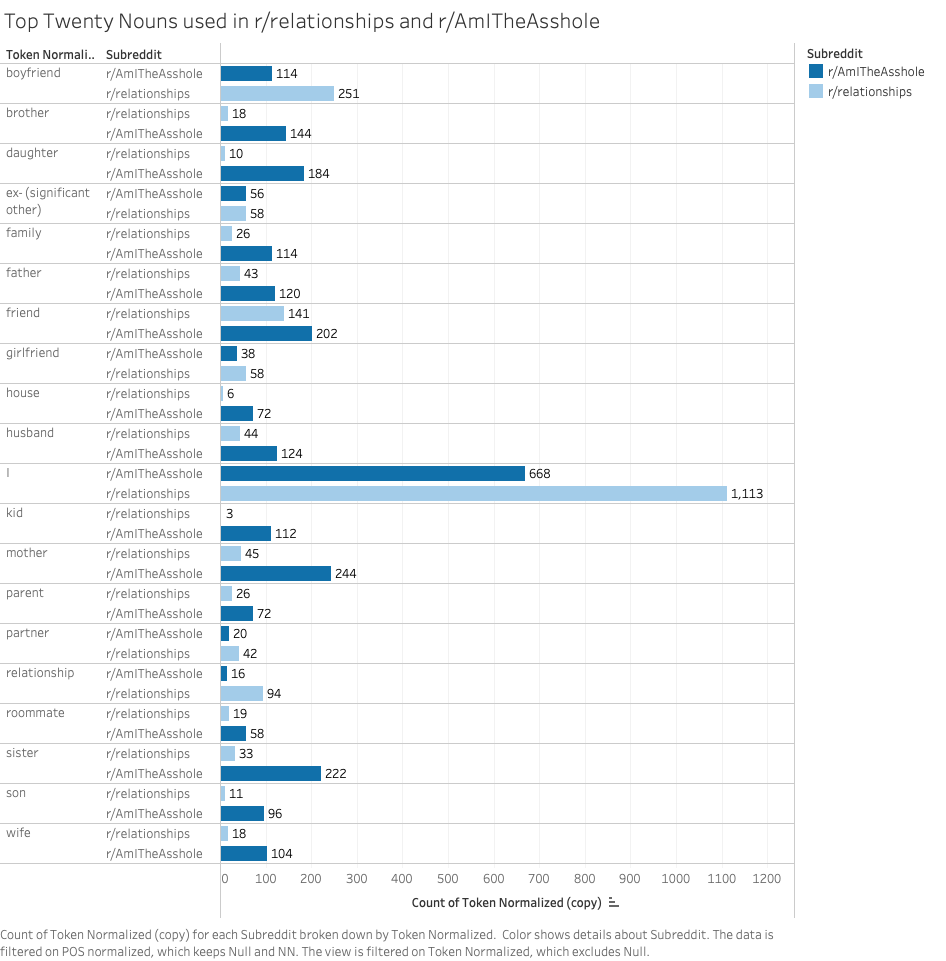 Top Twenty Nouns used in r/relationships and r/AmITheAsshole
Token Normali.. Subreddit
boyfriend r/AmITheAsshole 114
r/relationships 251
brother r/relationships 18
r/AmITheAsshole 144
daughter r/relationships 10
r/AmITheAsshole 184
ex- (significant r/AmITheAsshole 56
other) r/relationships 58
family r/relationships 26
r/AmITheAsshole 114
father r/relationships 43
r/AmITheAsshole 120
friend r/relationships 141
r/AmITheAsshole 202
girlfriend r/AmITheAsshole 38
r/relationships 58
house r/relationships 6
r/AmITheAsshole 72
husband r/relationships 44
r/AmITheAsshole 124
I r/AmITheAsshole 668
r/relationships 1,113
kid r/relationships 3
r/AmITheAsshole 112
mother r/relationships 45
r/AmITheAsshole 244
parent r/relationships 26
r/AmITheAsshole 72
partner r/AmITheAsshole 20
r/relationships 42
relationship r/AmITheAsshole 16
r/relationships 94
roommate r/relationships 19
r/AmITheAsshole 58
sister r/relationships 33
r/AmITheAsshole 222
son r/relationships 11
r/AmITheAsshole 96
wife r/relationships 18
r/AmITheAsshole 104
0 100 200 300 400 500 600 700 800 900 1000 1100 1200
Count of Token Normalized (copy)
Subreddit
r/AmITheAsshole
r/relationships
Count of Token Normalized (copy) for each Subreddit broken down by Token Normalized. Color shows details about Subreddit. The data is
filtered on POS normalized, which keeps Null and NN. The view is filtered on Token Normalized, which excludes Null.